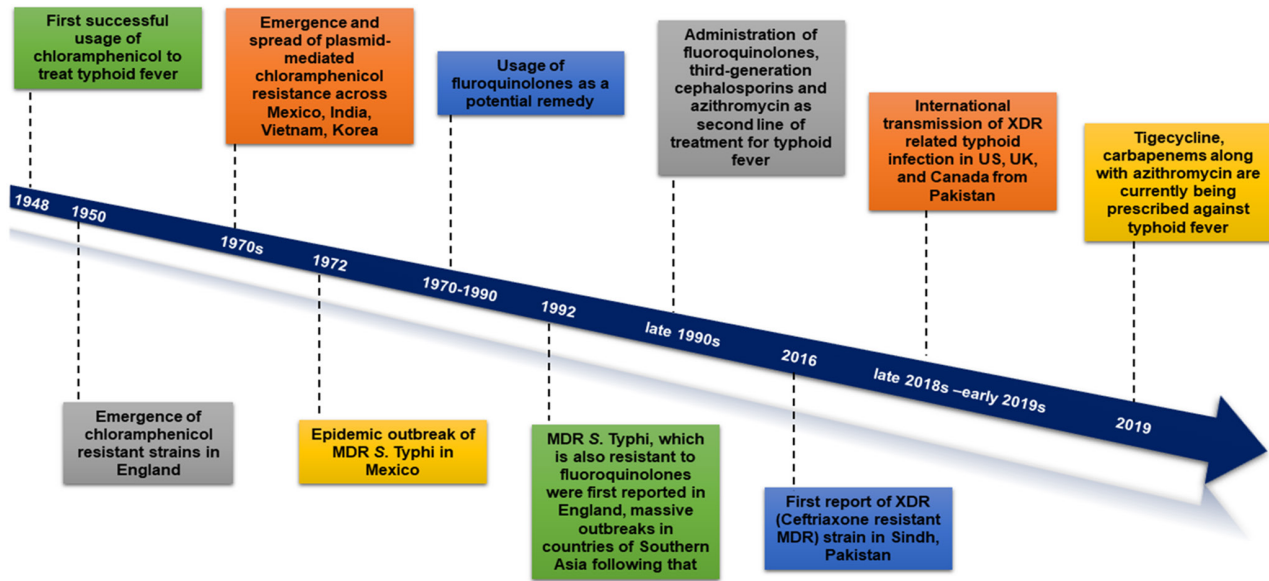 First successful
usage of
chloramphenicol to
treat typhoid fever
Emergence and
spread of plasmid-
mediated
chloramphenicol
resistance across
Mexico, India,
Vietnam, Korea
Usage of
fluroquinolones as a
potential remedy
Administration of
fluoroquinolones,
third-generation
cephalosporins and
azithromycin as
second line of
treatment for typhoid
fever
International
transmission of XDR
related typhoid
infection in US, UK,
and Canada from
Pakistan
Tigecycline,
carbapenems along
with azithromycin are
currently being
prescribed against
typhoid fever
1948
1950
1970s
1972
1970-1990
1992
late 1990s
2016
late 2018s –early 2019s
2019
Emergence of
chloramphenicol
resistant strains in
England
Epidemic outbreak of
MDR S. Typhi in
Mexico
MDR S. Typhi, which
is also resistant to
fluoroquinolones
were first reported in
England, massive
outbreaks in
countries of Southern
Asia following that
First report of XDR
(Ceftriaxone resistant
MDR) strain in Sindh,
Pakistan